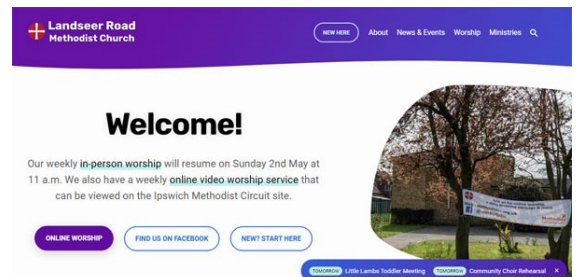 Landseer Road
Methodist Church
NEW HERE
About
News & Events
Worship
Ministries
Welcome!
Our weekly in-person worship will resume on Sunday 2nd May at
11 a.m. We also have a weekly online video worship service that
can be viewed on the Ipswich Methodist Circuit site.
ONLINE WORSHIP
FIND US ON FACEBOOK
NEW? START HERE
TOMORROW Little Lambs Toddler Meeting TOMORROW Community Choir Rehearsal ×